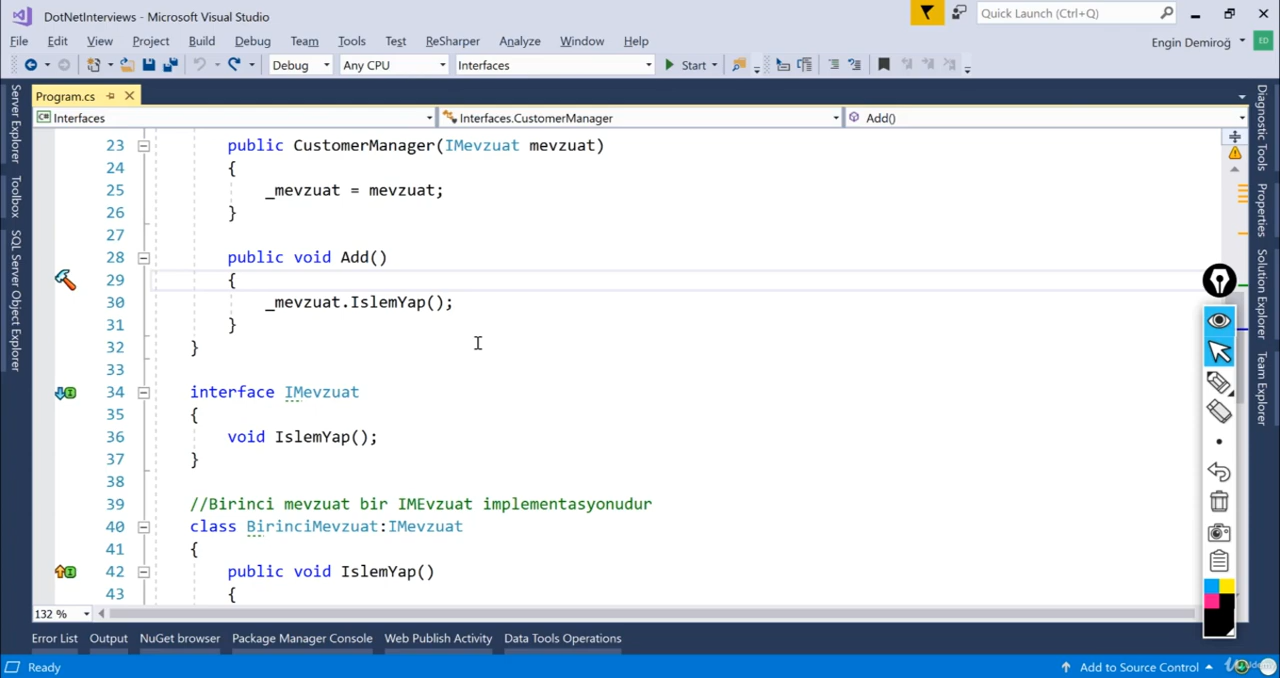 DotNetInterviews - Microsoft Visual Studio
Quick Launch (Ctrl+Q)
File Edit View Project Build Debug Team Tools Test ReSharper Analyze Window Help
Engin Demiroğ ED
Debug Any CPU Interfaces Start
Program.cs
Interfaces Interfaces.CustomerManager Add()
Server Explorer
Toolbox
SQL Server Object Explorer
23 public CustomerManager(IMevzuat mevzuat)
24 {
25 _mevzuat = mevzuat;
26 }
27
28 public void Add()
29 {
30 _mevzuat.IslemYap();
31 }
32 }
33
34 interface IMevzuat
35 {
36 void IslemYap();
37 }
38
39 //Birinci mevzuat bir IMEvzuat implementasyonudur
40 class BirinciMevzuat:IMevzuat
41 {
42 public void IslemYap()
43 {
Diagnostic Tools
Properties
Solution Explorer
Team Explorer
132 %
Error List Output NuGet browser Package Manager Console Web Publish Activity Data Tools Operations
Ready
Add to Source Control